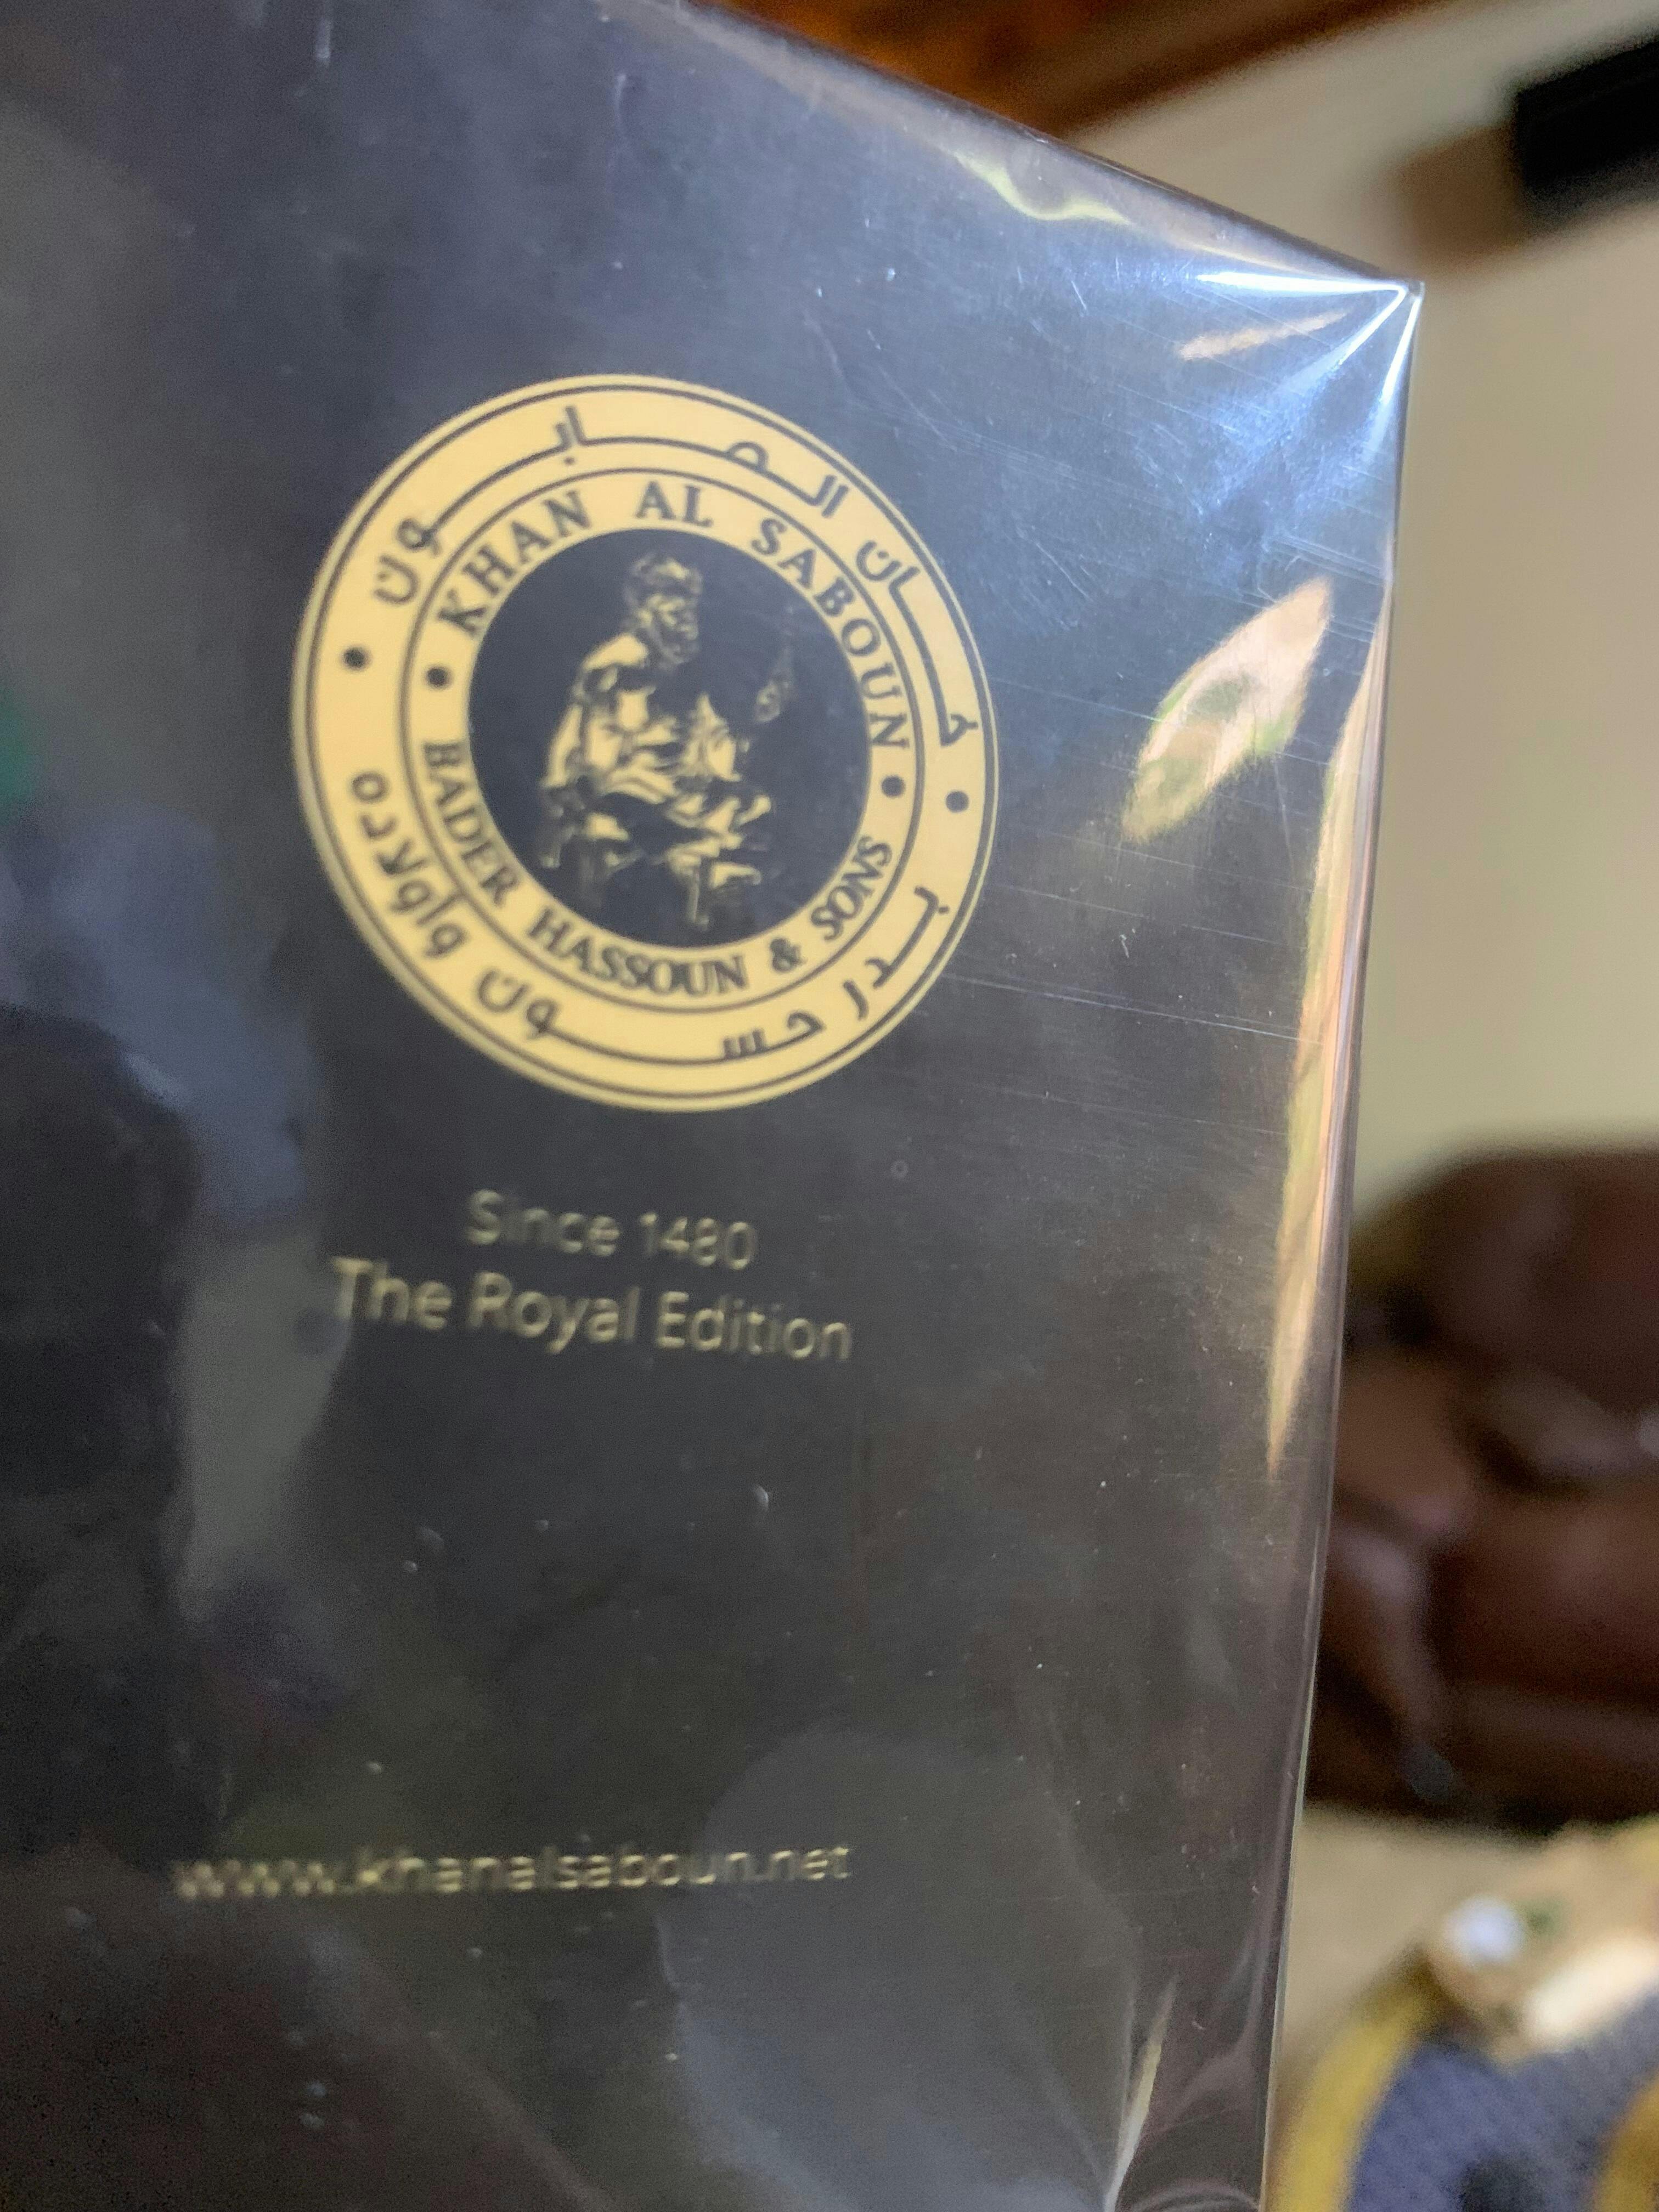 خان الصابون
KHAN AL SABOUN
BADER HASSOUN & SONS
بدر حسون وأولاده
Since 1480
The Royal Edition
www.khanalsaboun.net